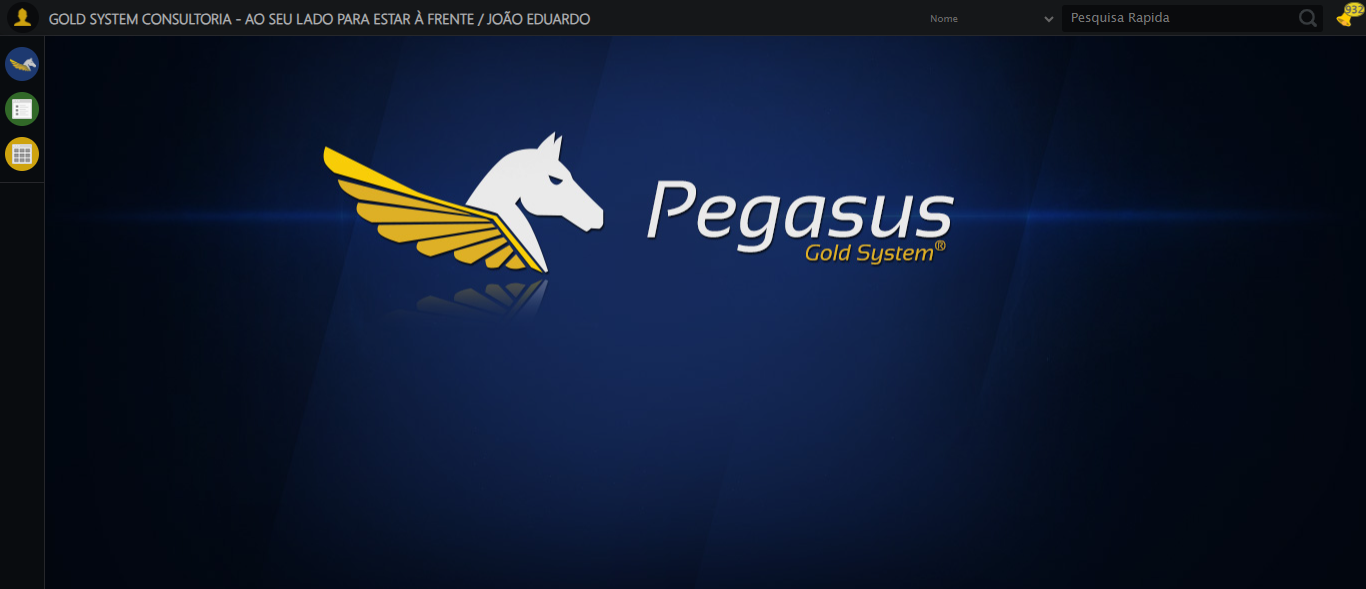 GOLD SYSTEM CONSULTORIA - AO SEU LADO PARA ESTAR À FRENTE / JOÃO EDUARDO
Nome
Pesquisa Rapida
932
Pegasus
Gold System®